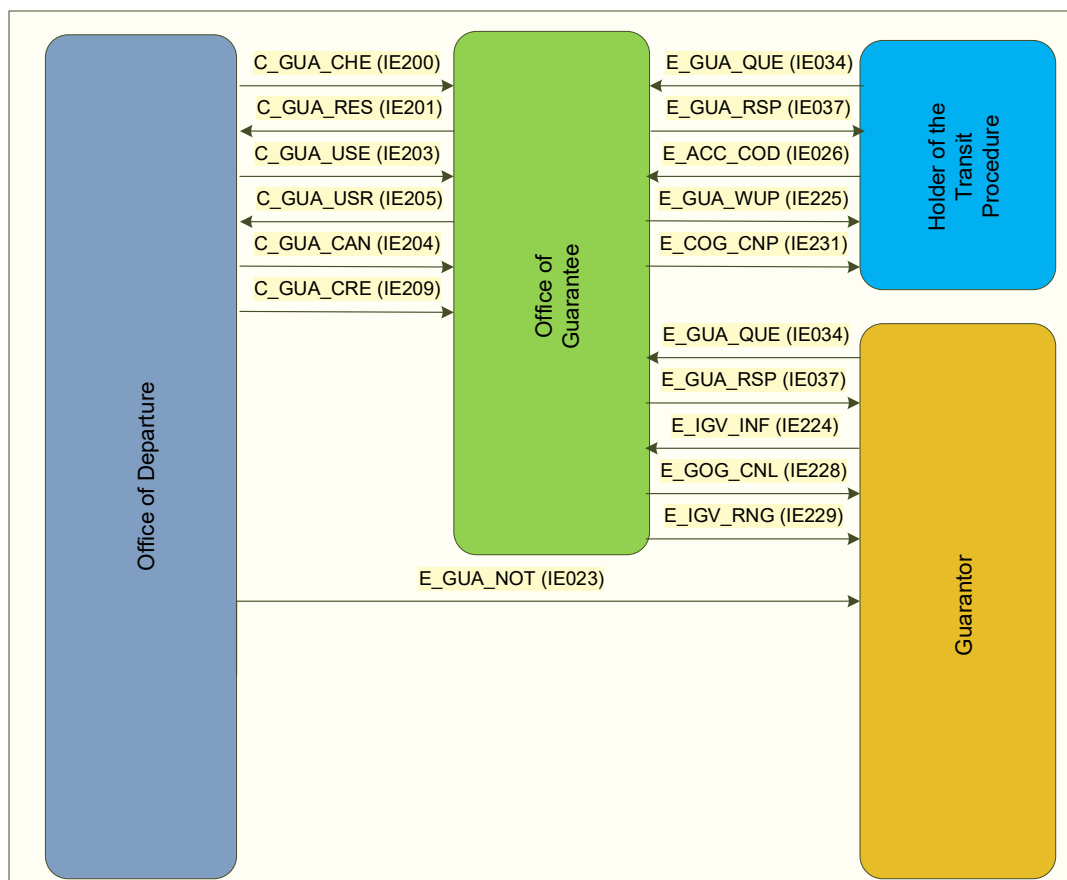 C_GUA_CHE (IE200)
C_GUA_RES (IE201)
C_GUA_USE (IE203)
C_GUA_USR (IE205)
C_GUA_CAN (IE204)
C_GUA_CRE (IE209)
E_GUA_QUE (IE034)
E_GUA_RSP (IE037)
E_ACC_COD (IE026)
E_GUA_WUP (IE225)
E_COG_CNP (IE231)
Holder of the
Transit
Procedure
Office of
Guarantee
E_GUA_QUE (IE034)
E_GUA_RSP (IE037)
E_IGV_INF (IE224)
E_GOG_CNL (IE228)
E_IGV_RNG (IE229)
Office of Departure
E_GUA_NOT (IE023)
Guarantor